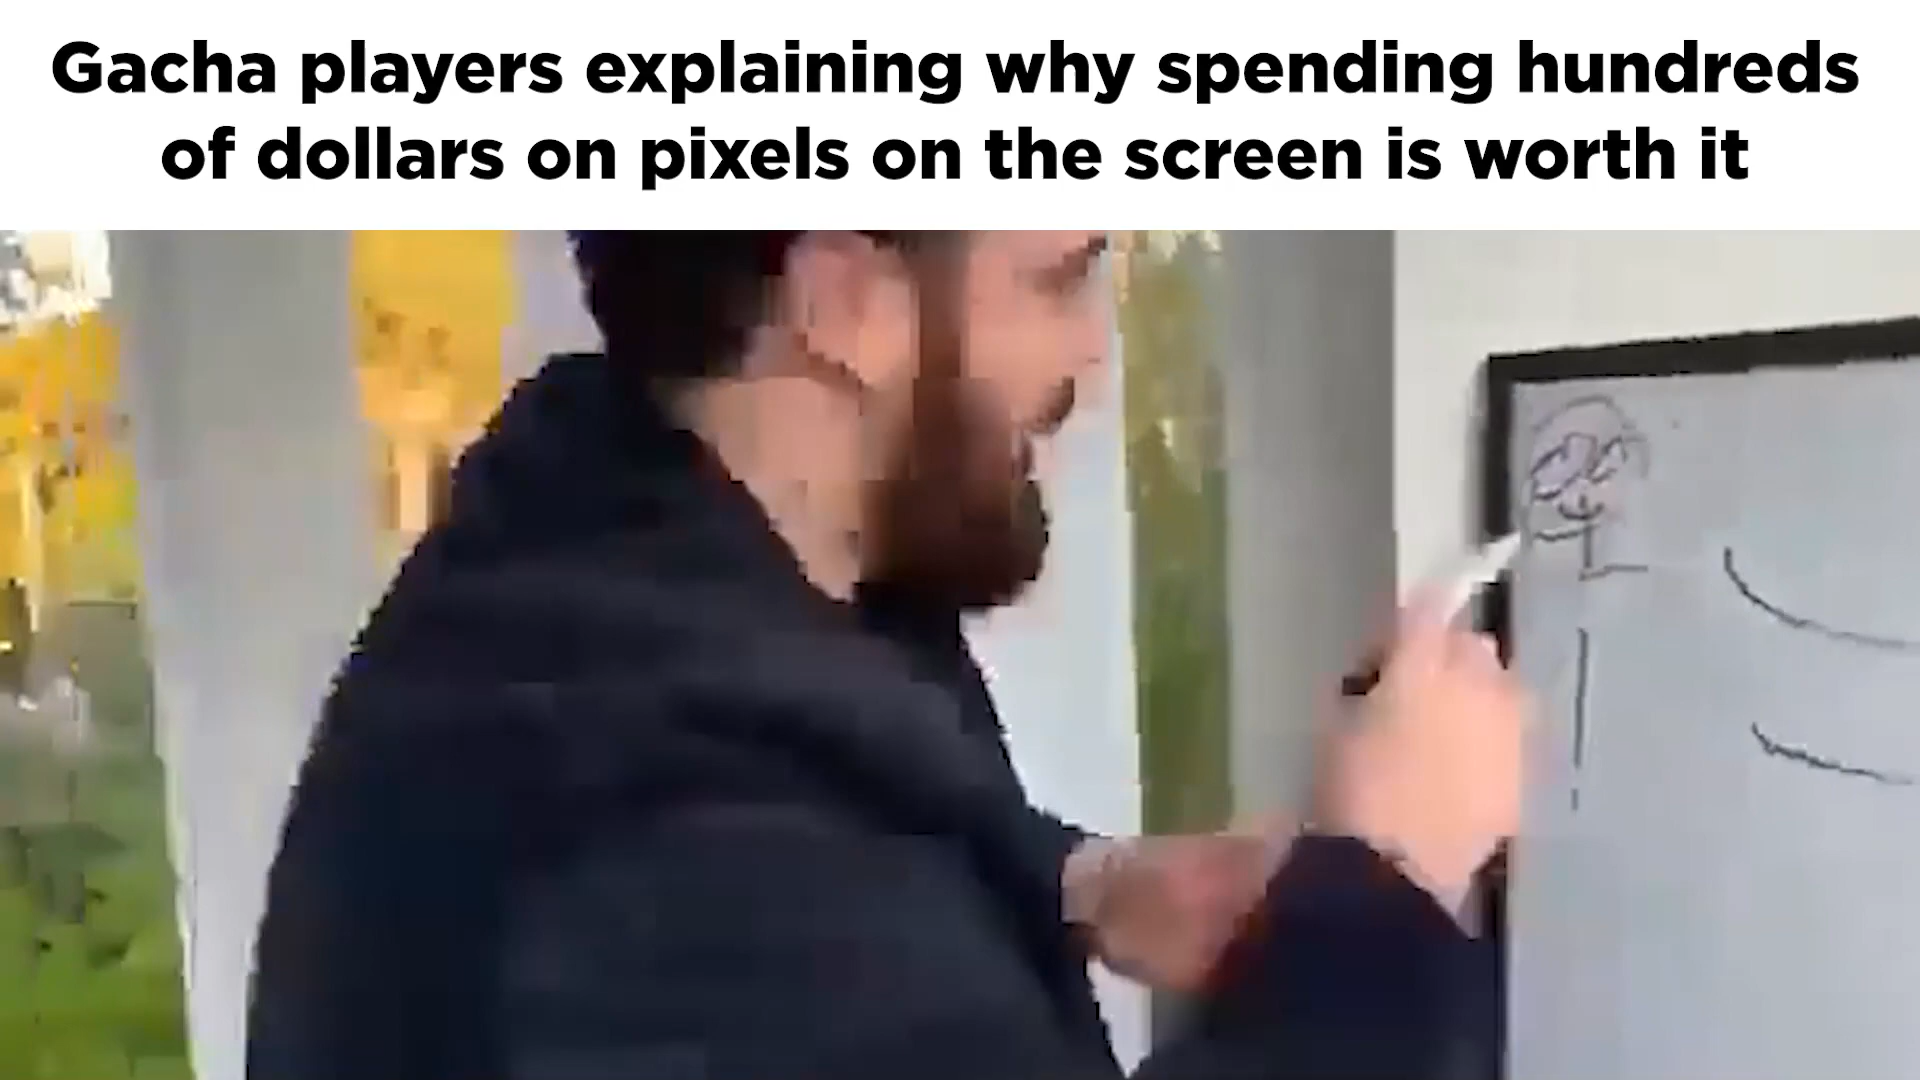 Gacha players explaining why spending hundreds
of dollars on pixels on the screen is worth it